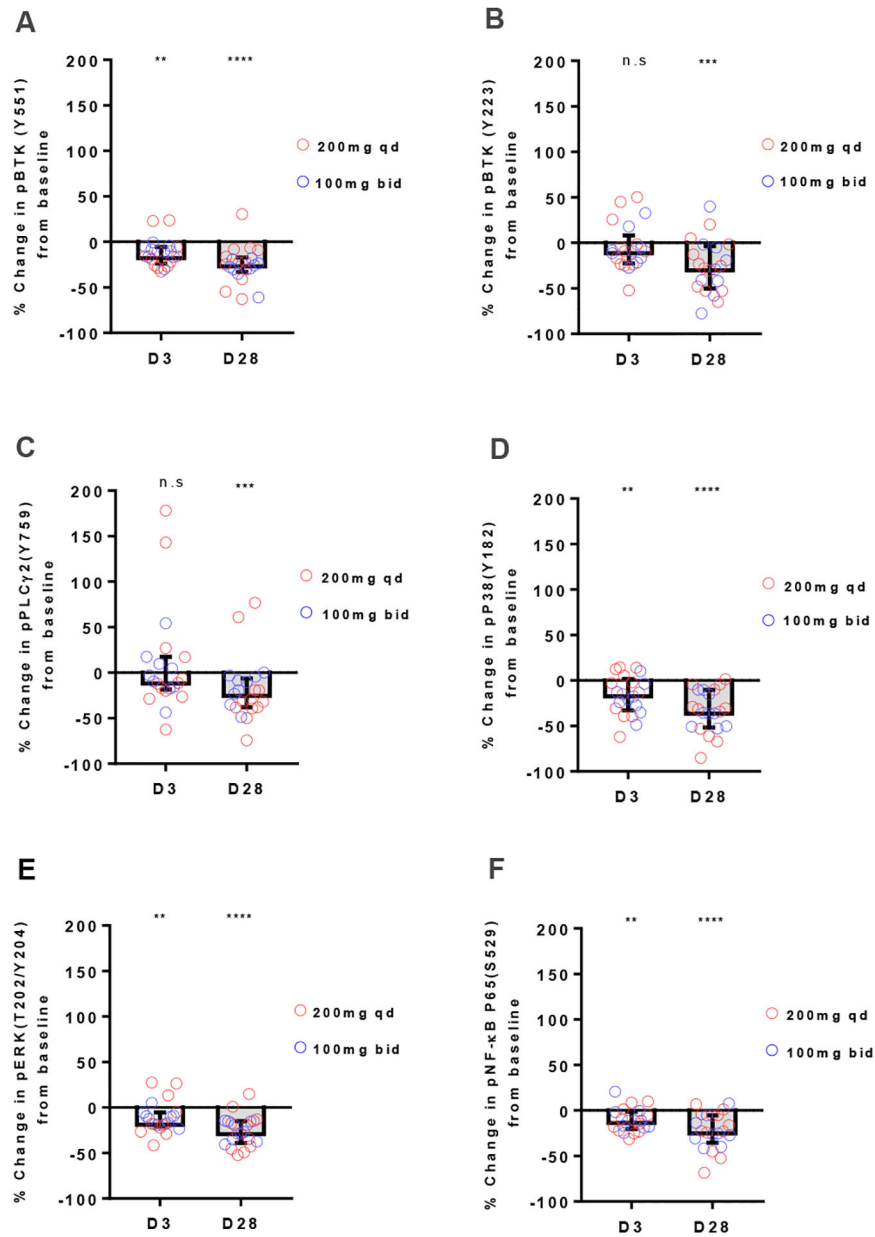 A
% Change in pBTK (Y551)
from baseline
** ****
200
150
100
50
0
-50
-100
D3 D28
200mg qd
100mg bid
B
% Change in pBTK (Y223)
from baseline
n.s ***
200
150
100
50
0
-50
-100
D3 D28
200mg qd
100mg bid
C
% Change in pPLCγ2(Y759)
from baseline
n.s ***
200
150
100
50
0
-50
-100
D3 D28
200mg qd
100mg bid
D
% Change in pP38(Y182)
from baseline
** ****
200
150
100
50
0
-50
-100
D3 D28
200mg qd
100mg bid
E
% Change in pERK(T202/Y204)
from baseline
** ****
200
150
100
50
0
-50
-100
D3 D28
200mg qd
100mg bid
F
% Change in pNF-κB P65(S529)
from baseline
** ****
200
150
100
50
0
-50
-100
D3 D28
200mg qd
100mg bid